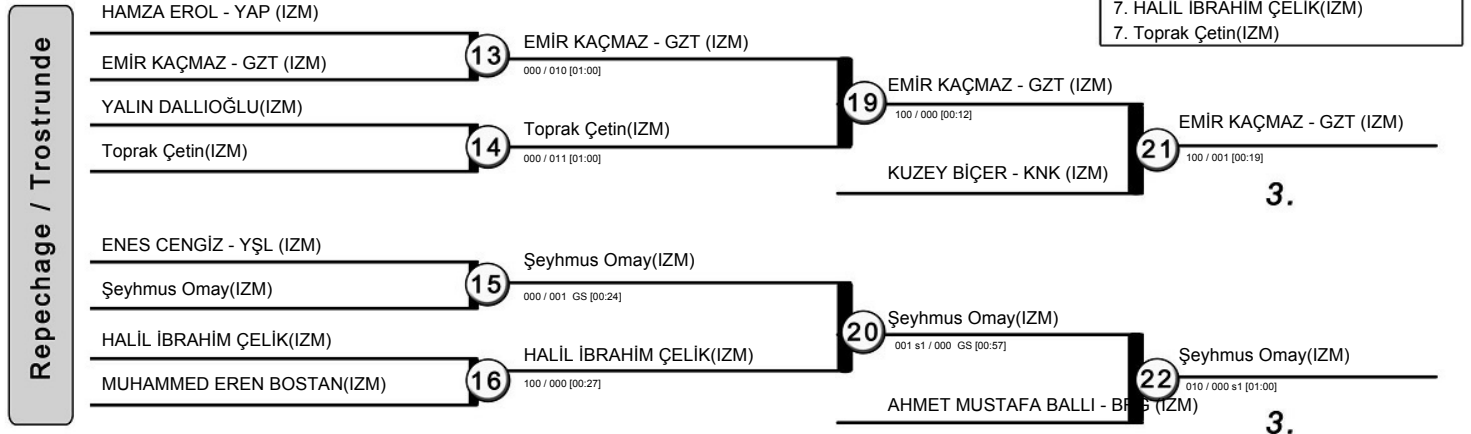 7. HALİL İBRAHİM ÇELİK(IZM)
7. Toprak Çetin(IZM)
Repechage / Trostrunde
HAMZA EROL - YAP (IZM)
EMİR KAÇMAZ - GZT (IZM)
13
EMİR KAÇMAZ - GZT (IZM)
000 / 010 [01:00]
YALIN DALLIOĞLU(IZM)
Toprak Çetin(IZM)
14
Toprak Çetin(IZM)
000 / 011 [01:00]
19
EMİR KAÇMAZ - GZT (IZM)
100 / 000 [00:12]
KUZEY BİÇER - KNK (IZM)
21
EMİR KAÇMAZ - GZT (IZM)
100 / 001 [00:19]
3.
ENES CENGİZ - YŞL (IZM)
Şeyhmus Omay(IZM)
15
Şeyhmus Omay(IZM)
000 / 001 GS [00:24]
HALİL İBRAHİM ÇELİK(IZM)
MUHAMMED EREN BOSTAN(IZM)
16
HALİL İBRAHİM ÇELİK(IZM)
100 / 000 [00:27]
20
Şeyhmus Omay(IZM)
001 s1 / 000 GS [00:57]
AHMET MUSTAFA BALLI - BRG (IZM)
22
Şeyhmus Omay(IZM)
010 / 000 s1 [01:00]
3.